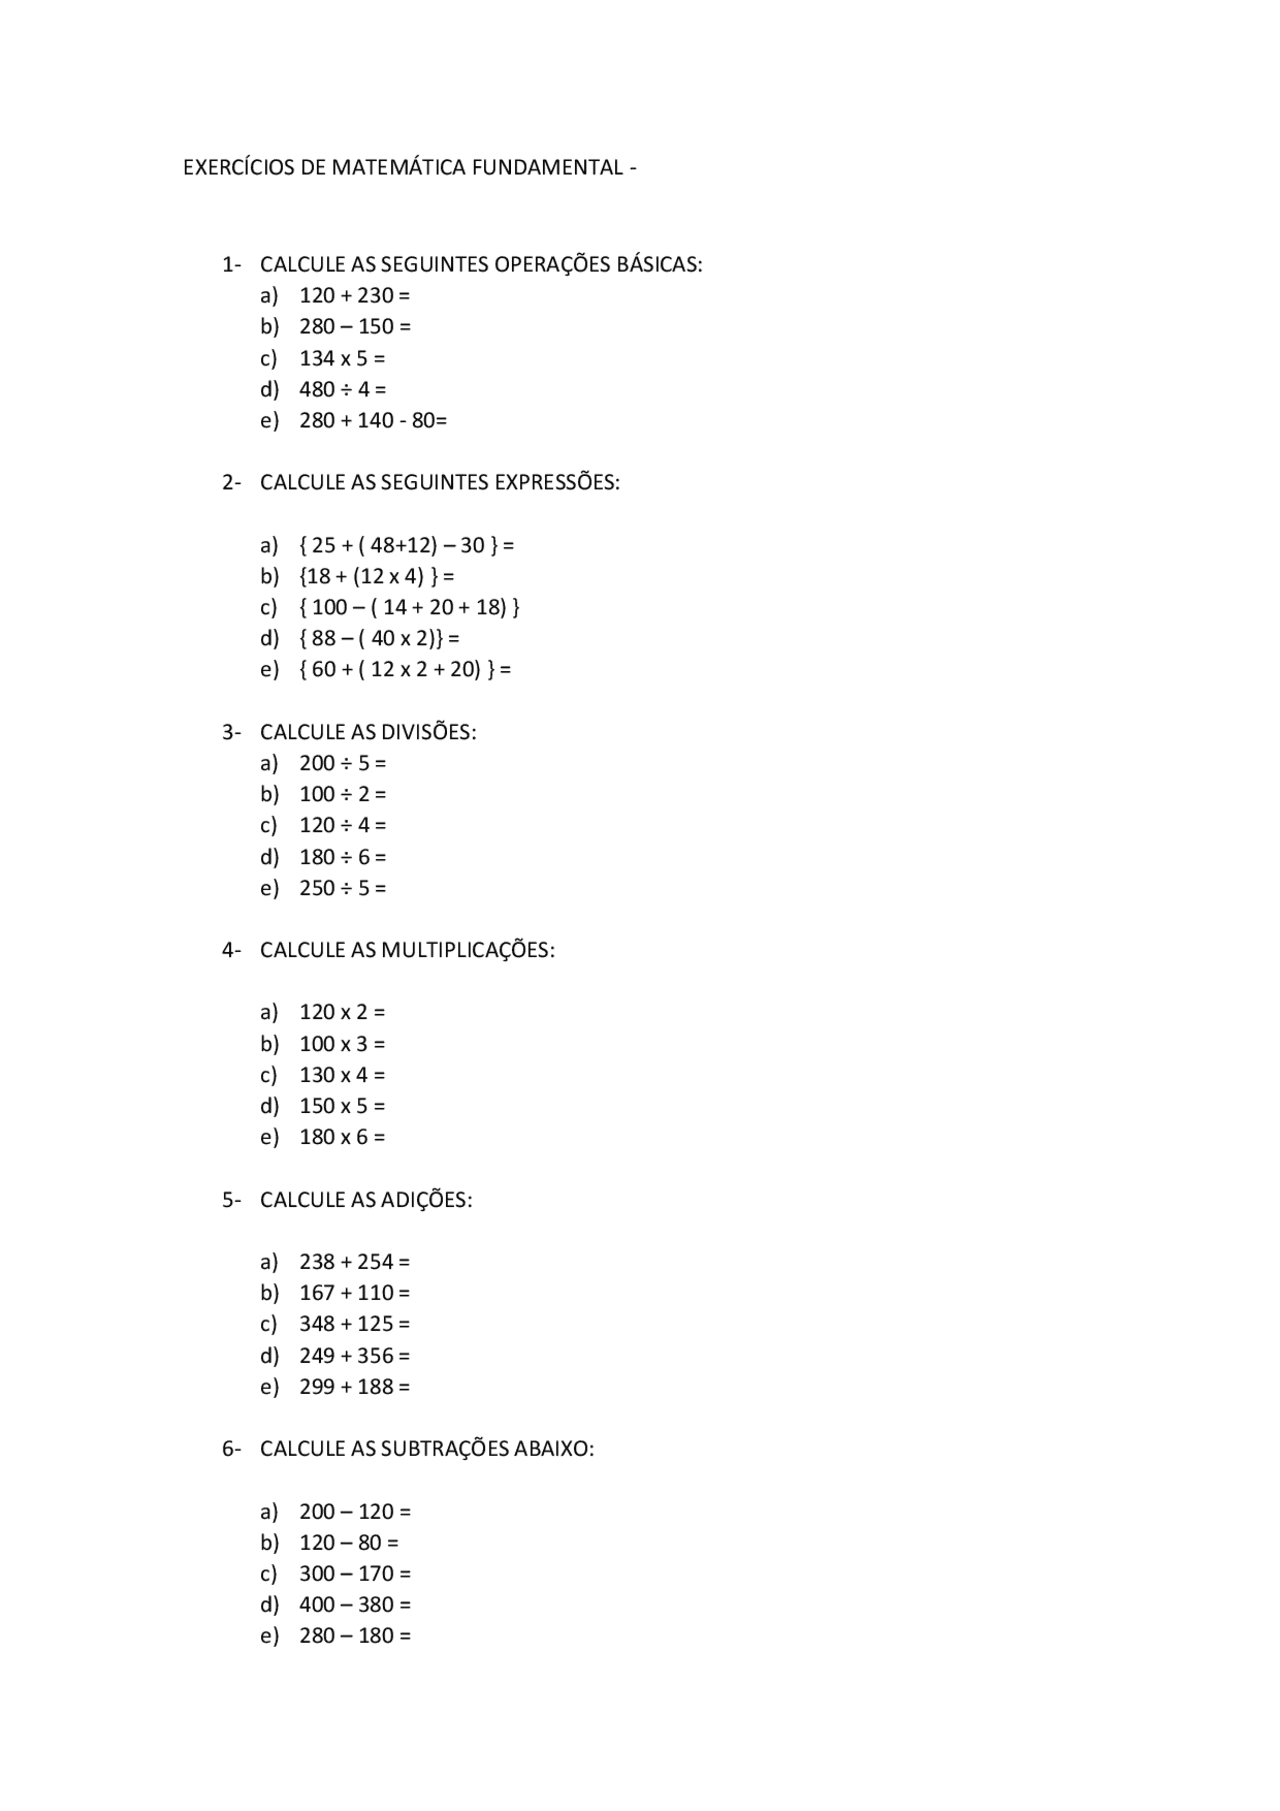 EXERCÍCIOS DE MATEMÁTICA FUNDAMENTAL -
1- CALCULE AS SEGUINTES OPERAÇÕES BÁSICAS:
a) 120 + 230 =
b) 280 – 150 =
c) 134 x 5 =
d) 480 ÷ 4 =
e) 280 + 140 - 80=
2- CALCULE AS SEGUINTES EXPRESSÕES:
a) { 25 + ( 48+12) – 30 } =
b) {18 + (12 x 4) } =
c) { 100 – ( 14 + 20 + 18) }
d) { 88 – ( 40 x 2)} =
e) { 60 + ( 12 x 2 + 20) } =
3- CALCULE AS DIVISÕES:
a) 200 ÷ 5 =
b) 100 ÷ 2 =
c) 120 ÷ 4 =
d) 180 ÷ 6 =
e) 250 ÷ 5 =
4- CALCULE AS MULTIPLICAÇÕES:
a) 120 x 2 =
b) 100 x 3 =
c) 130 x 4 =
d) 150 x 5 =
e) 180 x 6 =
5- CALCULE AS ADIÇÕES:
a) 238 + 254 =
b) 167 + 110 =
c) 348 + 125 =
d) 249 + 356 =
e) 299 + 188 =
6- CALCULE AS SUBTRAÇÕES ABAIXO:
a) 200 – 120 =
b) 120 – 80 =
c) 300 – 170 =
d) 400 – 380 =
e) 280 – 180 =